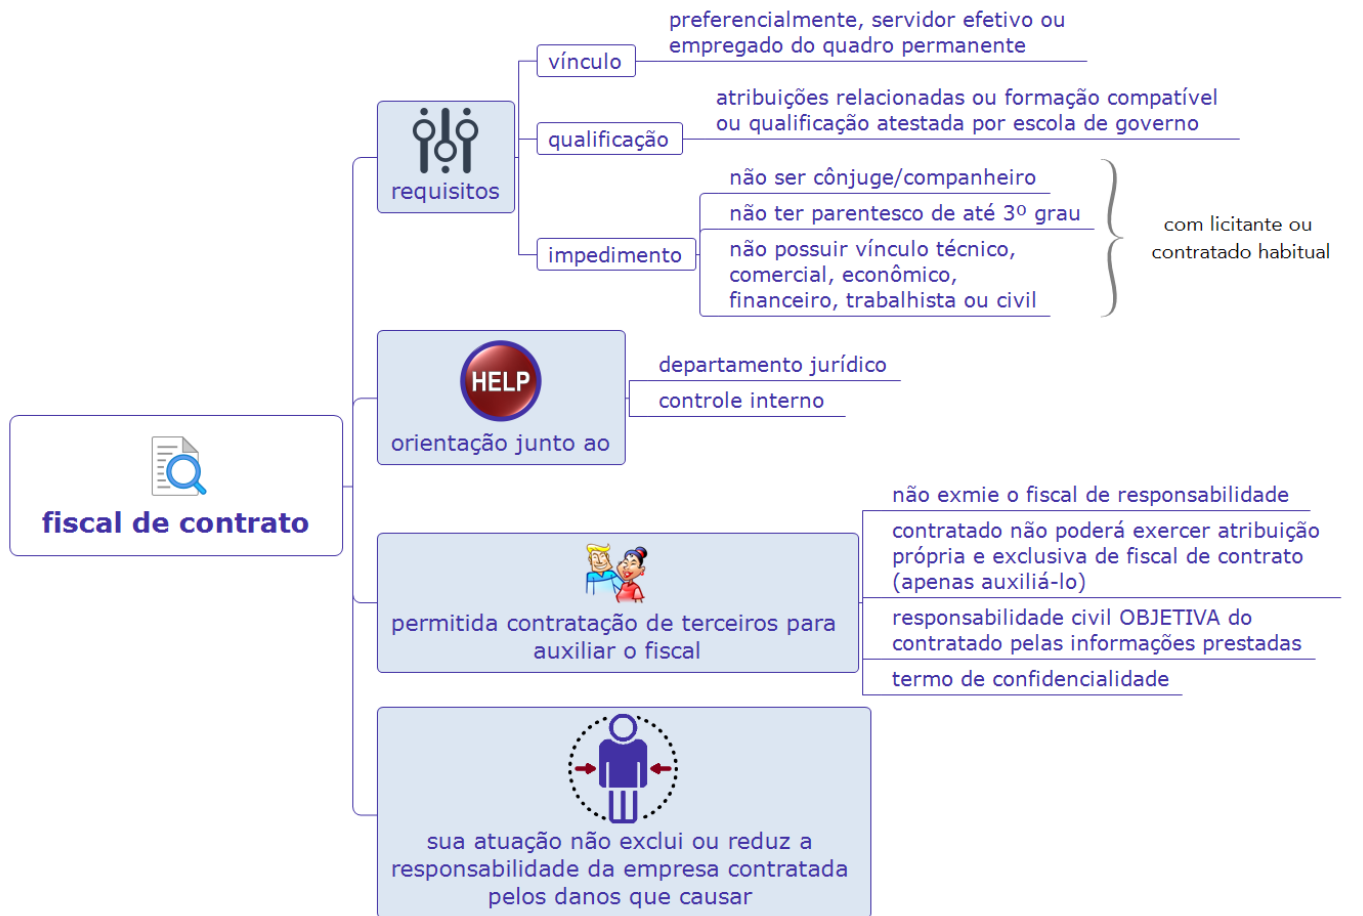 fiscal de contrato
requisitos
vínculo
preferencialmente, servidor efetivo ou
empregado do quadro permanente
qualificação
atribuições relacionadas ou formação compatível
ou qualificação atestada por escola de governo
impedimento
não ser cônjuge/companheiro
não ter parentesco de até 3º grau
não possuir vínculo técnico,
comercial, econômico,
financeiro, trabalhista ou civil
com licitante ou
contratado habitual
HELP
orientação junto ao
departamento jurídico
controle interno
permitida contratação de terceiros para
auxiliar o fiscal
não exmie o fiscal de responsabilidade
contratado não poderá exercer atribuição
própria e exclusiva de fiscal de contrato
(apenas auxiliá-lo)
responsabilidade civil OBJETIVA do
contratado pelas informações prestadas
termo de confidencialidade
sua atuação não exclui ou reduz a
responsabilidade da empresa contratada
pelos danos que causar